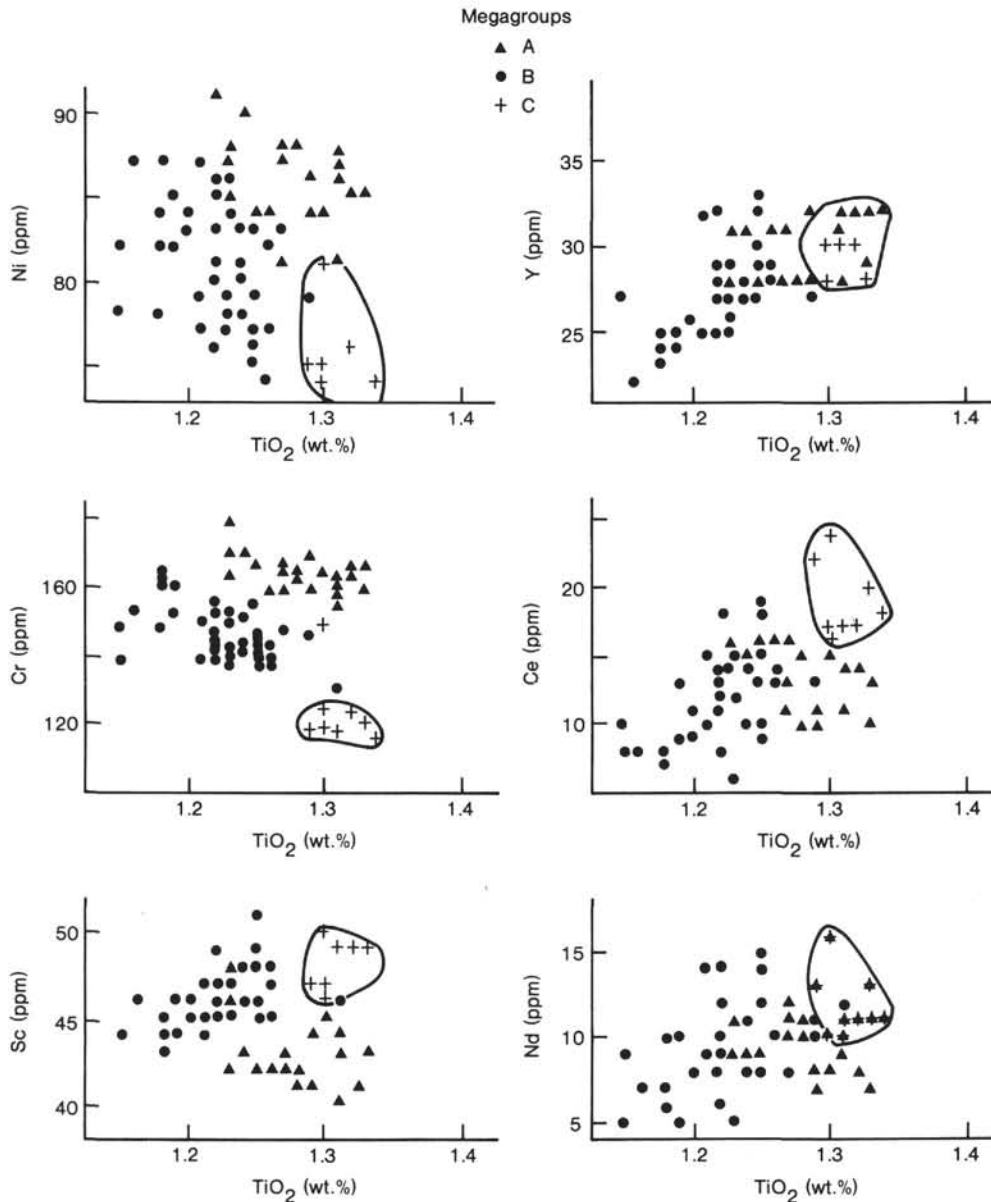 Megagroups
A
B
C
90
80
Ni (ppm)
1.2 1.3 1.4
TiO2 (wt.%)
35
30
25
Y (ppm)
1.2 1.3 1.4
TiO2 (wt.%)
160
120
Cr (ppm)
1.2 1.3 1.4
TiO2 (wt.%)
20
10
Ce (ppm)
1.2 1.3 1.4
TiO2 (wt.%)
50
45
40
Sc (ppm)
1.2 1.3 1.4
TiO2 (wt.%)
15
10
5
Nd (ppm)
1.2 1.3 1.4
TiO2 (wt.%)